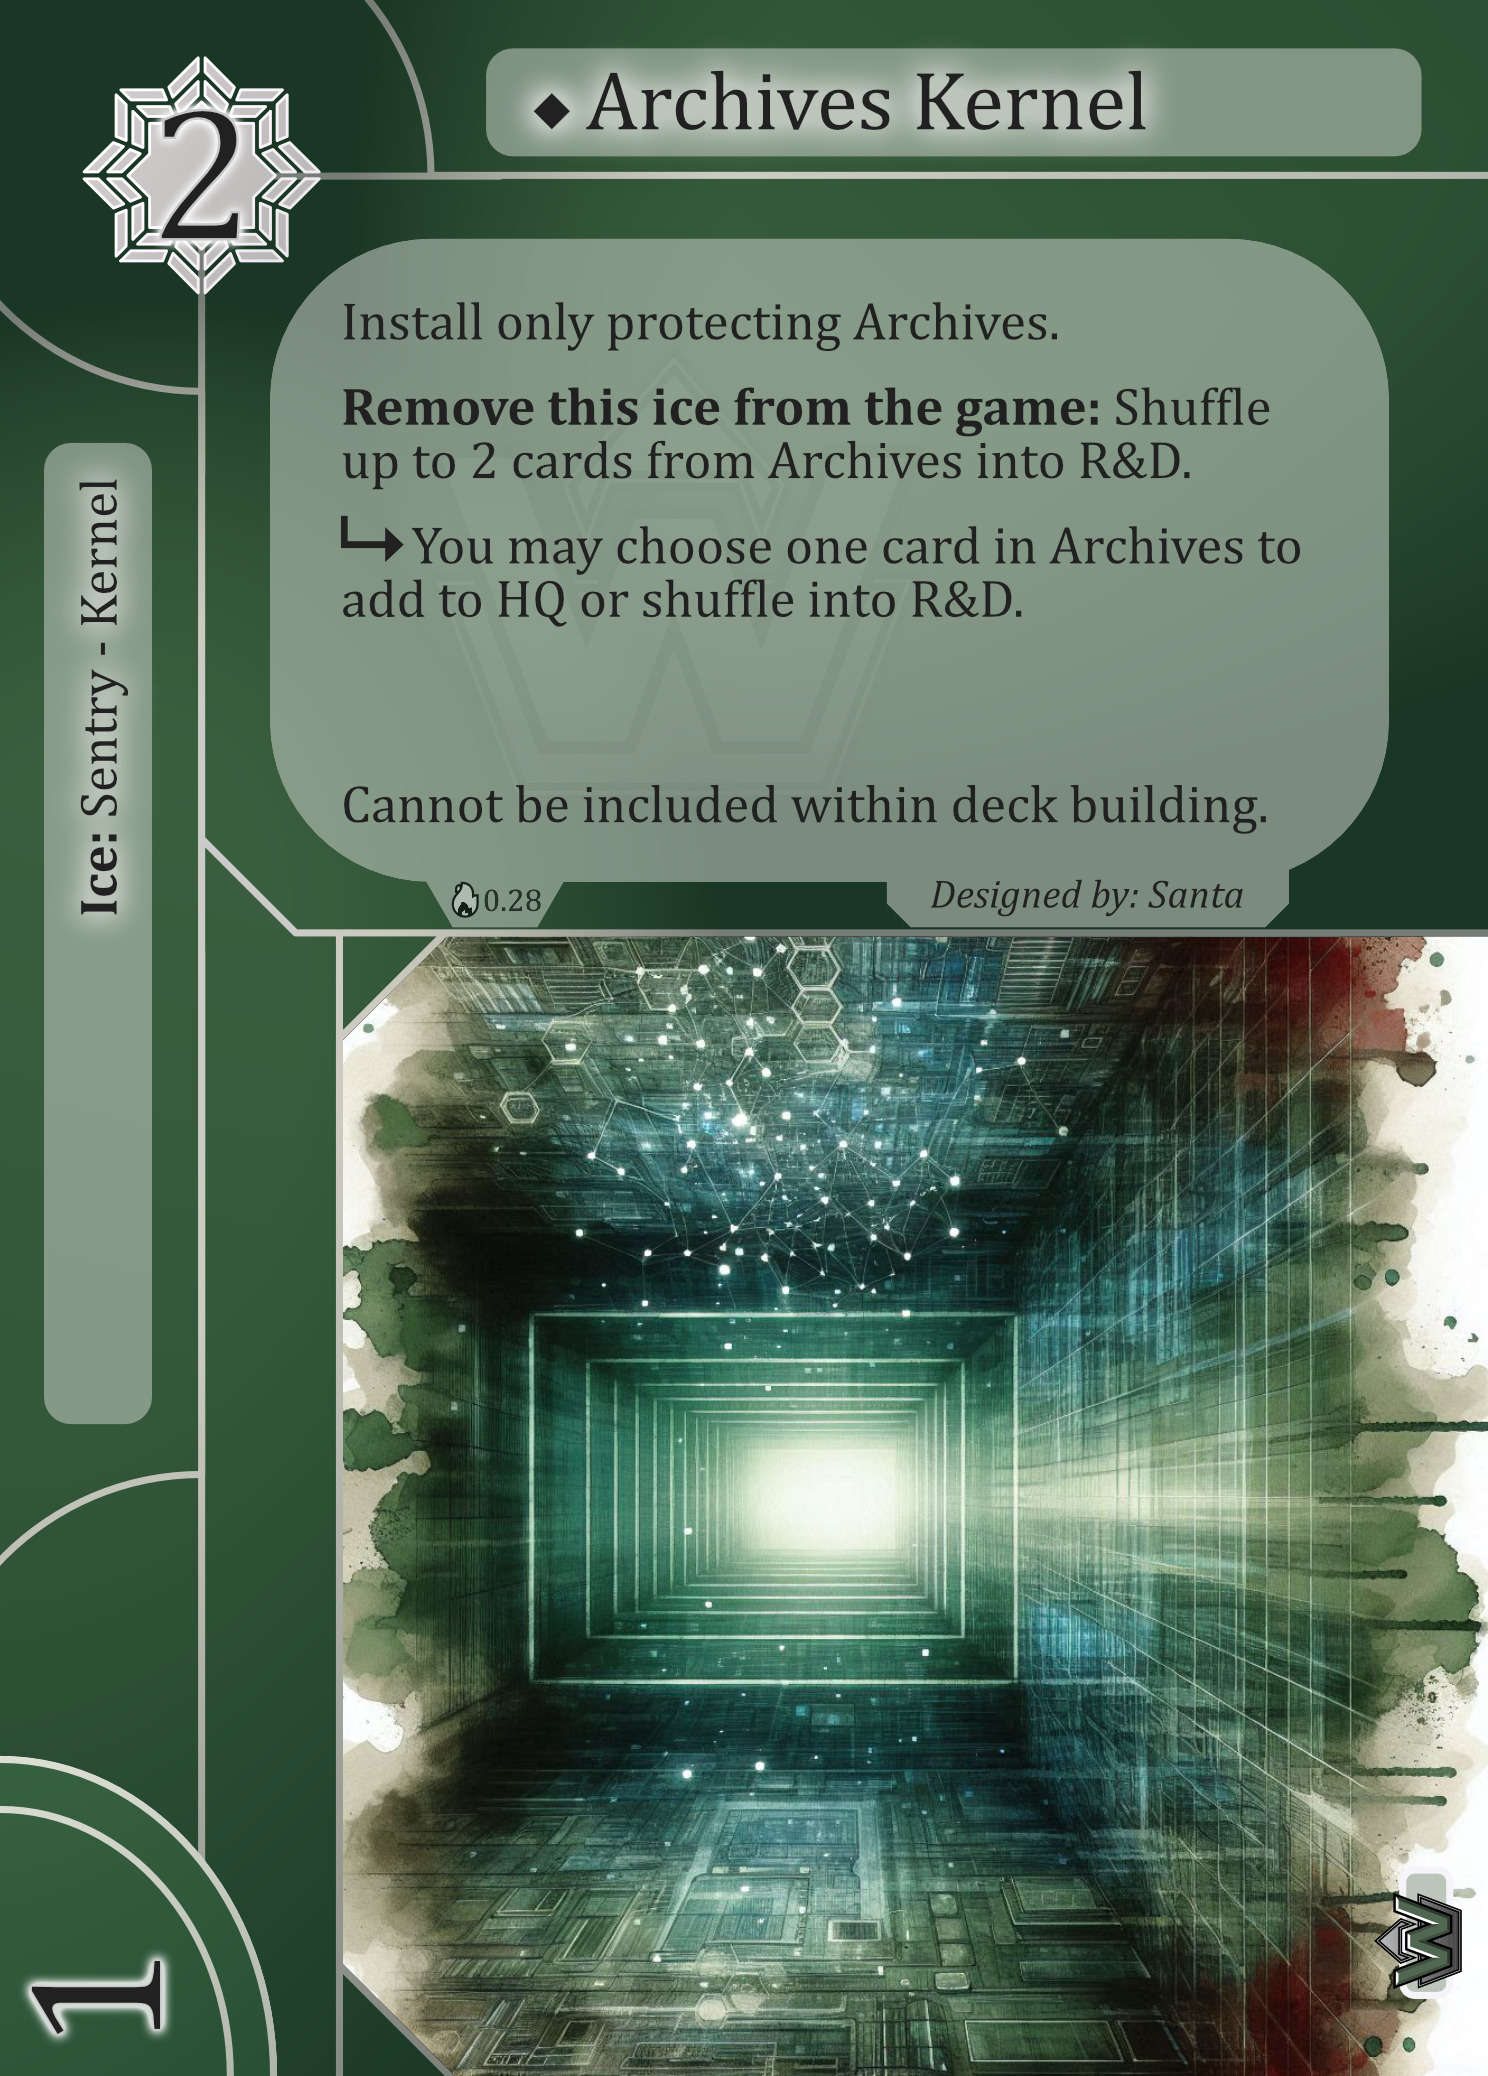 2
◆ Archives Kernel
Install only protecting Archives.
Remove this ice from the game: Shuffle
up to 2 cards from Archives into R&D.
You may choose one card in Archives to
add to HQ or shuffle into R&D.
Cannot be included within deck building.
0.28
Designed by: Santa
Ice: Sentry - Kernel
1
W